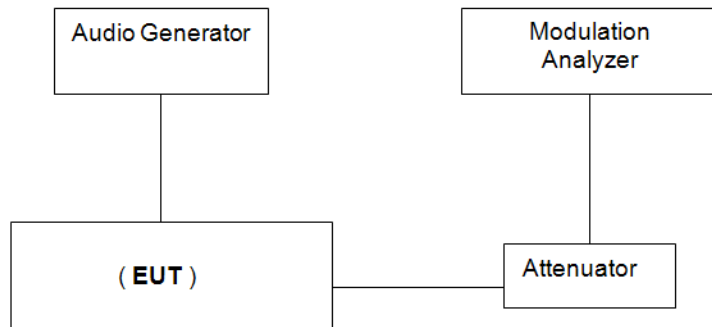 Audio Generator
Modulation
Analyzer
( EUT )
Attenuator